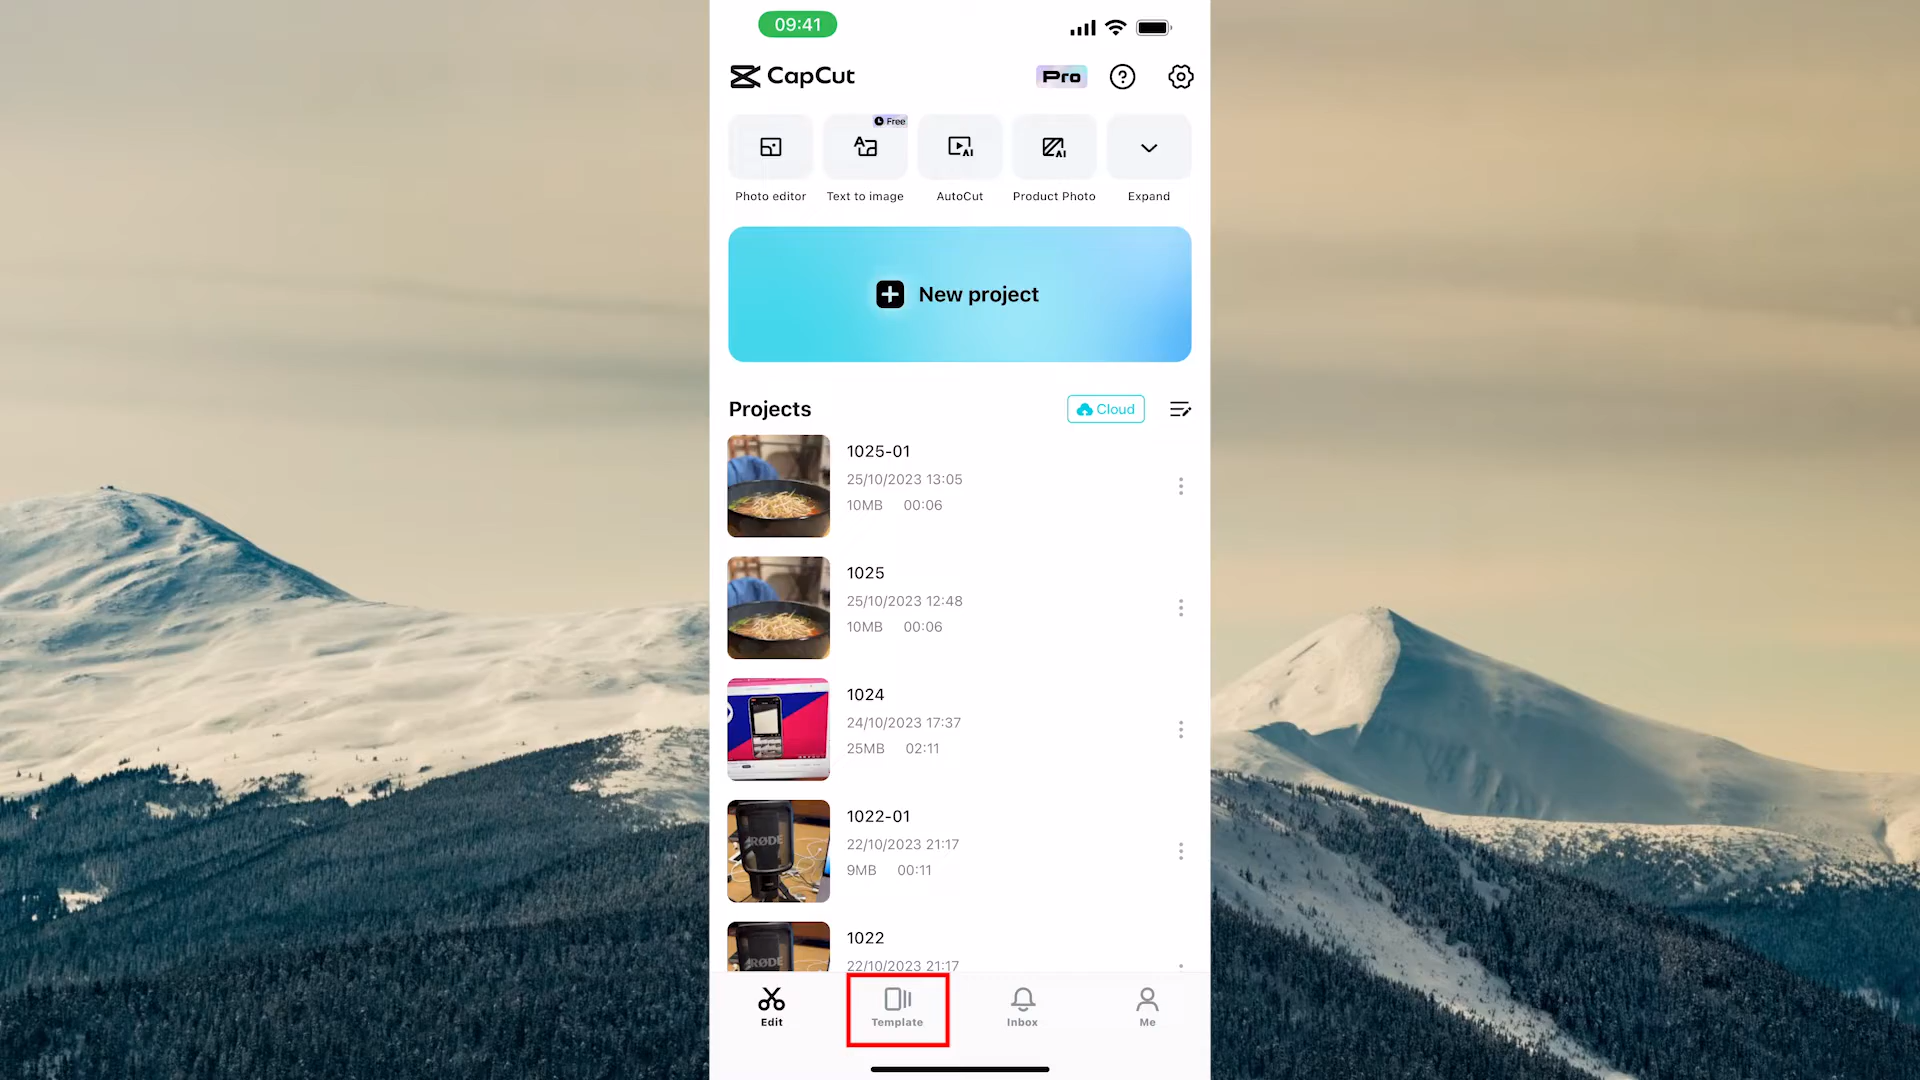 09:41
CapCut
Pro
Free
Photo editor
Text to image
AutoCut
Product Photo
Expand
New project
Projects
Cloud
1025-01
25/10/2023 13:05
10MB 00:06
1025
25/10/2023 12:48
10MB 00:06
1024
24/10/2023 17:37
25MB 02:11
RØDE
1022-01
22/10/2023 21:17
9MB 00:11
RØDE
1022
22/10/2023 21:17
Edit
Template
Inbox
Me